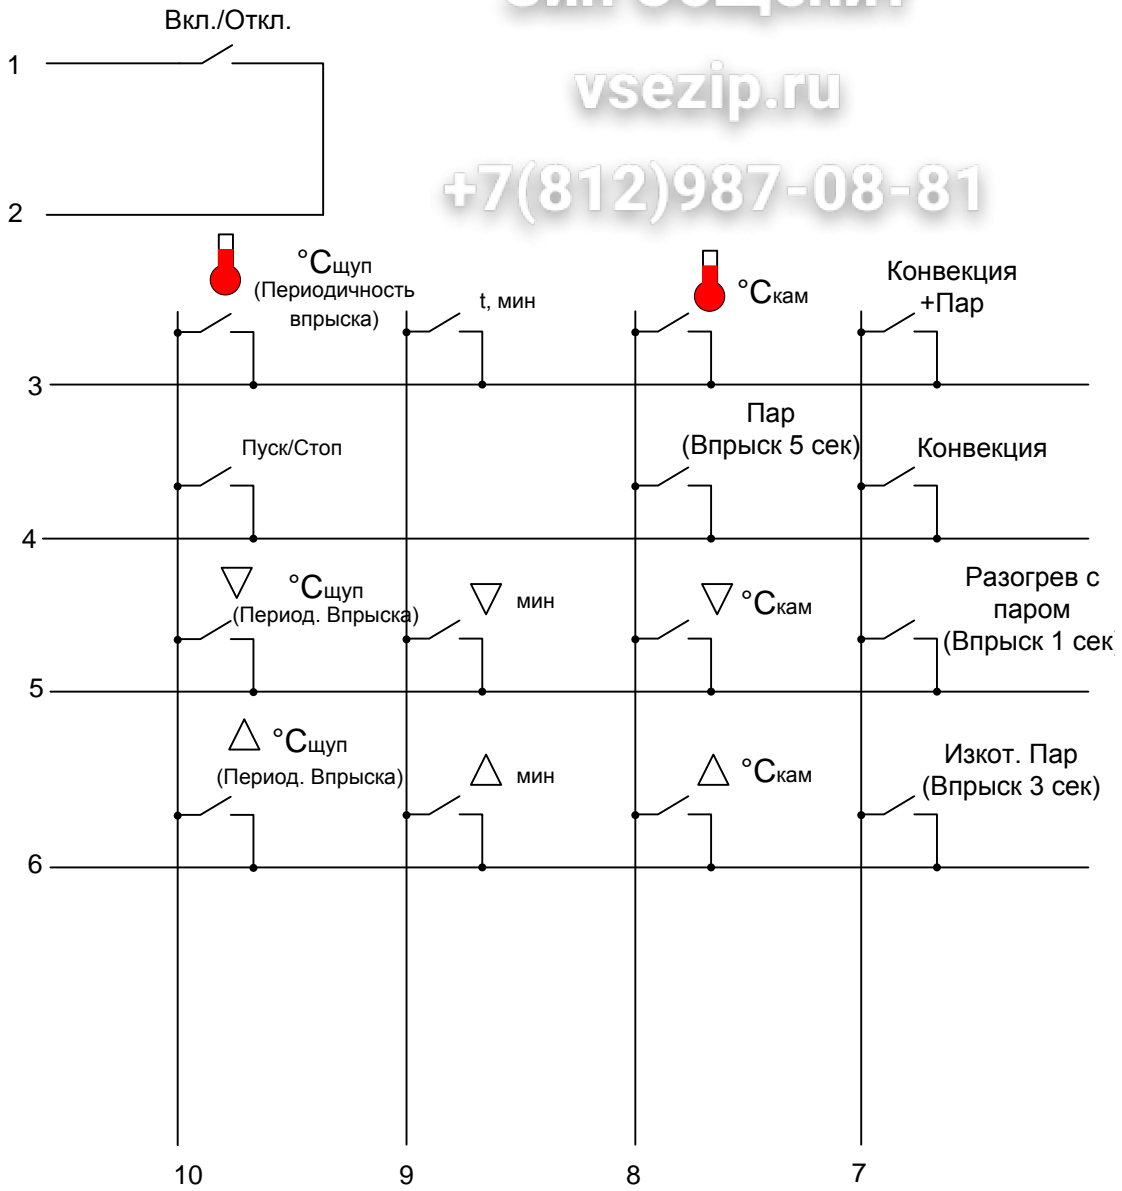 Вкл./Откл.
1
vsezip.ru
+7(812)987-08-81
2
°Cщуп
(Периодичность
впрыска)
t, мин
°Cкам
Конвекция
+Пар
3
Пуск/Стоп
Пар
(Впрыск 5 сек)
Конвекция
4
°Cщуп
(Период. Впрыска)
мин
°Cкам
Разогрев с
паром
(Впрыск 1 сек)
5
°Cщуп
(Период. Впрыска)
мин
°Cкам
Изкот. Пар
(Впрыск 3 сек)
6
10
9
8
7